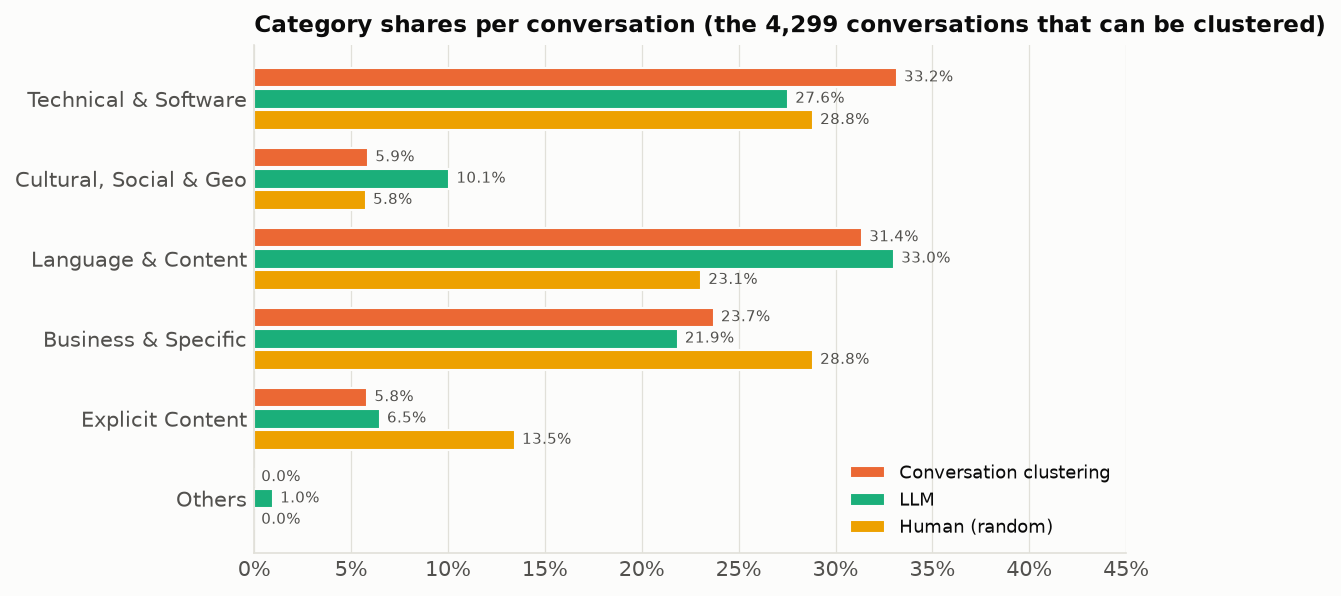 Category shares per conversation (the 4,299 conversations that can be clustered)
Technical & Software
33.2%
27.6%
28.8%
Cultural, Social & Geo
5.9%
10.1%
5.8%
Language & Content
31.4%
33.0%
23.1%
Business & Specific
23.7%
21.9%
28.8%
Explicit Content
5.8%
6.5%
13.5%
Others
0.0%
1.0%
0.0%
Conversation clustering
LLM
Human (random)
0% 5% 10% 15% 20% 25% 30% 35% 40% 45%